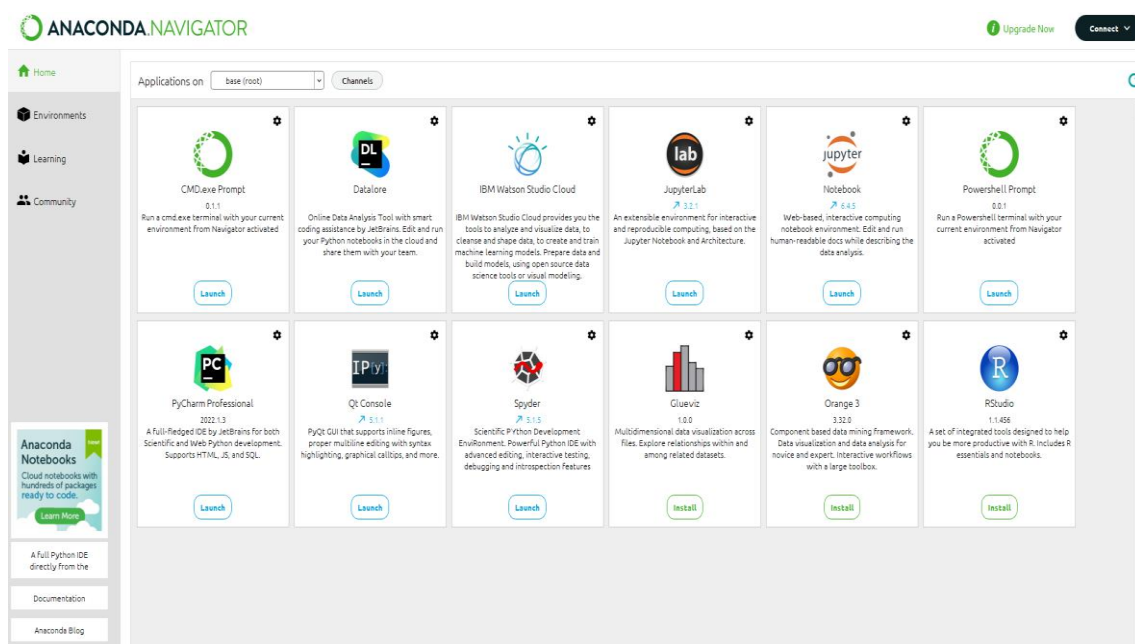 ANACONDA.NAVIGATOR
Upgrade Now
Connect
Home
Environments
Learning
Community
Applications on
base (root)
Channels
CMD.exe Prompt
0.1.1
Run a cmd.exe terminal with your current
environment from Navigator activated
Launch
DL
Datalore
Online Data Analysis Tool with smart
coding assistance by JetBrains. Edit and run
your Python notebooks in the cloud and
share them with your team.
Launch
IBM Watson Studio Cloud
IBM Watson Studio Cloud provides you the
tools to analyze and visualize data, to
cleanse and shape data, to create and train
machine learning models. Prepare data and
build models, using open source data
science tools or visual modeling.
Launch
lab
JupyterLab
3.2.1
An extensible environment for interactive
and reproducible computing, based on the
Jupyter Notebook and Architecture.
Launch
jupyter
Notebook
6.4.5
Web-based, interactive computing
notebook environment. Edit and run
human-readable docs while describing the
data analysis.
Launch
Powershell Prompt
0.0.1
Run a Powershell terminal with your
current environment from Navigator
activated
Launch
PC
PyCharm Professional
2022.1.3
A full-fledged IDE by JetBrains for both
Scientific and Web Python development.
Supports HTML, JS, and SQL.
Launch
IP[y]:
Qt Console
5.1.1
PyQt GUI that supports inline figures,
proper multiline editing with syntax
highlighting, graphical calltips, and more.
Launch
Spyder
5.1.5
Scientific PYthon Development
EnviRonment. Powerful Python IDE with
advanced editing, interactive testing,
debugging and introspection features
Launch
Glueviz
1.0.0
Multidimensional data visualization across
files. Explore relationships within and
among related datasets.
Install
Orange 3
3.32.0
Component based data mining framework.
Data visualization and data analysis for
novice and expert. Interactive workflows
with a large toolbox.
Install
R
RStudio
1.1.456
A set of integrated tools designed to help
you be more productive with R. Includes R
essentials and notebooks.
Install
Anaconda
Notebooks
Cloud notebooks with
hundreds of packages
ready to code.
Learn More
A full Python IDE
directly from the
Documentation
Anaconda Blog